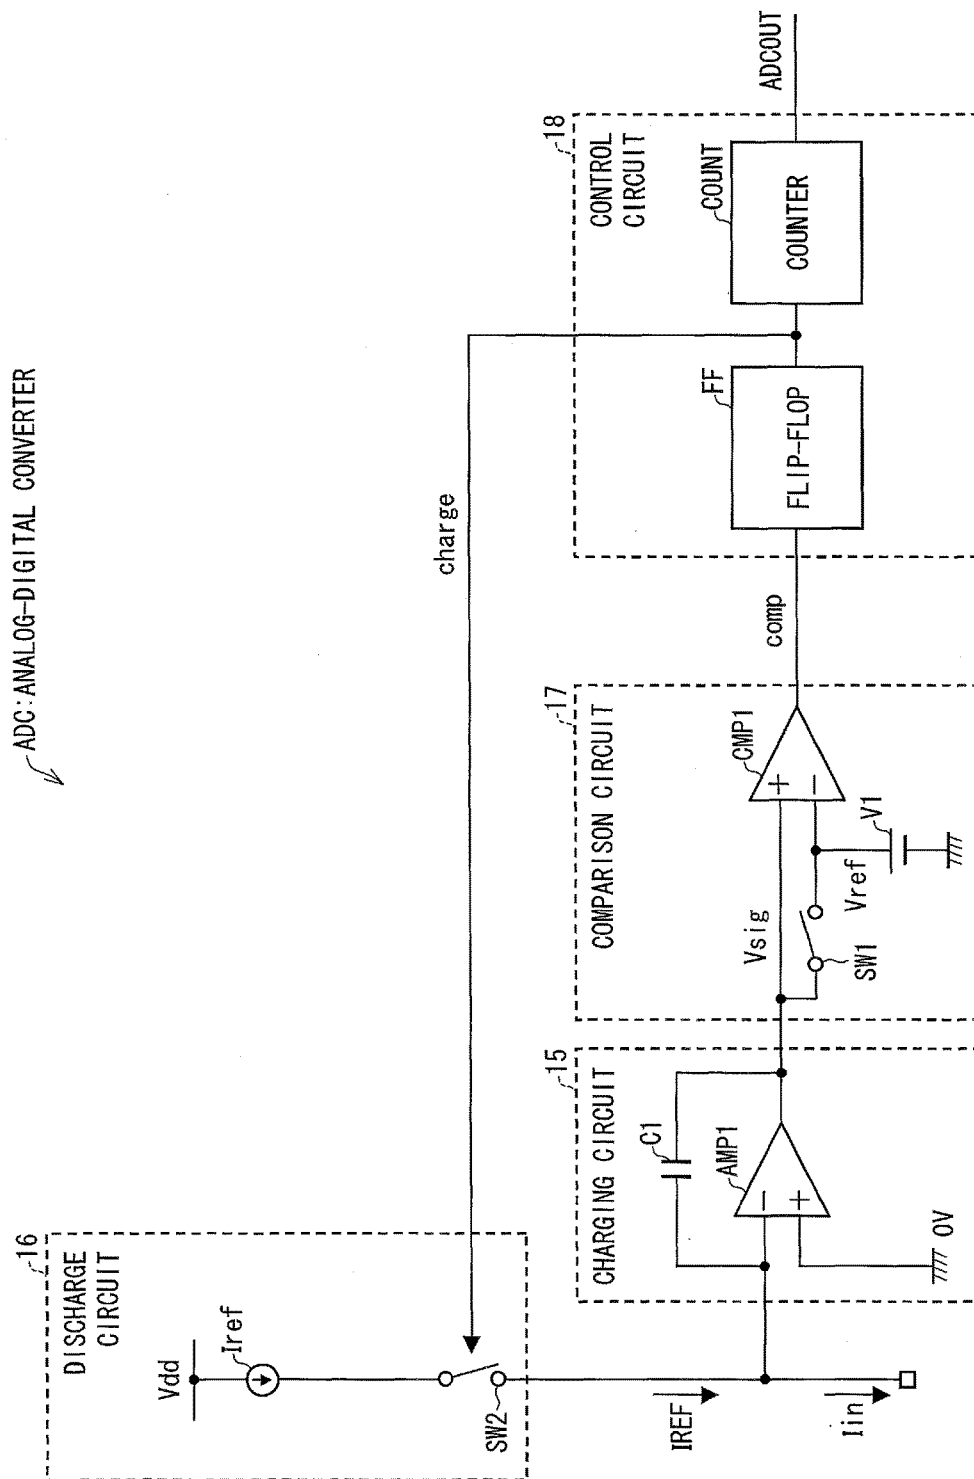 ADC:ANALOG-DIGITAL CONVERTER
16
DISCHARGE
CIRCUIT
Vdd
Iref
SW2
charge
IREF
Iin
15
CHARGING CIRCUIT
C1
AMP1
−
+
0V
17
COMPARISON CIRCUIT
Vsig
SW1
Vref
V1
+
−
CMP1
comp
18
CONTROL
CIRCUIT
FF
FLIP-FLOP
COUNT
COUNTER
ADCOUT